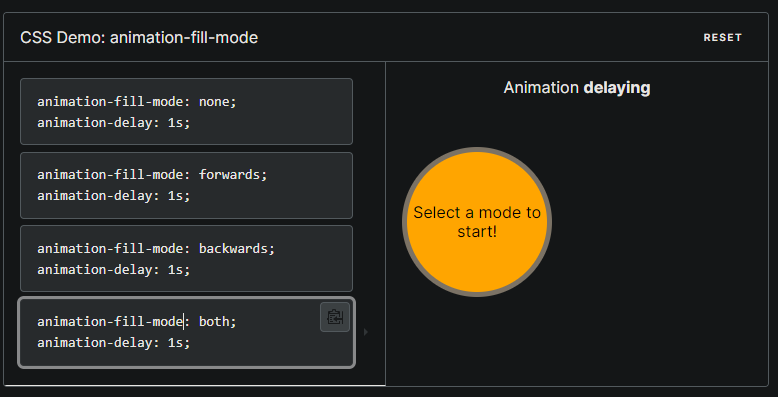 CSS Demo: animation-fill-mode
RESET
animation-fill-mode: none;
animation-delay: 1s;
animation-fill-mode: forwards;
animation-delay: 1s;
animation-fill-mode: backwards;
animation-delay: 1s;
animation-fill-mode: both;
animation-delay: 1s;
Animation delaying
Select a mode to
start!